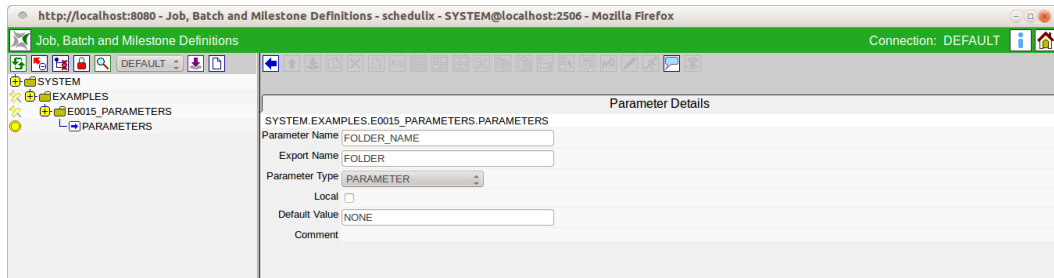 http://localhost:8080 - Job, Batch and Milestone Definitions - schedulix - SYSTEM@localhost:2506 - Mozilla Firefox
Job, Batch and Milestone Definitions
Connection: DEFAULT
DEFAULT
SYSTEM
EXAMPLES
E0015_PARAMETERS
PARAMETERS
Parameter Details
SYSTEM.EXAMPLES.E0015_PARAMETERS.PARAMETERS
Parameter Name FOLDER_NAME
Export Name FOLDER
Parameter Type PARAMETER
Local
Default Value NONE
Comment